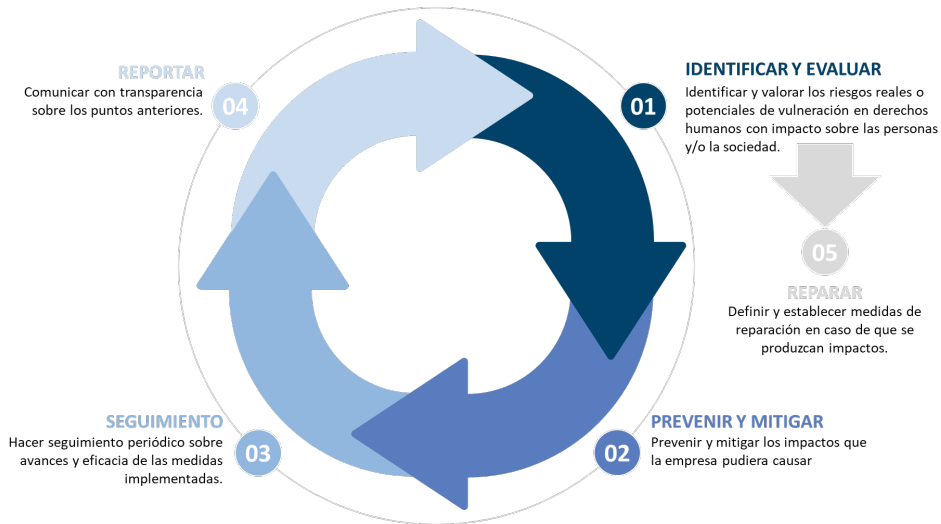 IDENTIFICAR Y EVALUAR
01
Identificar y valorar los riesgos reales o
potenciales de vulneración en derechos
humanos con impacto sobre las personas
y/o la sociedad.
05
REPARAR
Definir y establecer medidas de
reparación en caso de que se
produzcan impactos.
PREVENIR Y MITIGAR
02
Prevenir y mitigar los impactos que
la empresa pudiera causar
SEGUIMIENTO
03
Hacer seguimiento periódico sobre
avances y eficacia de las medidas
implementadas.
REPORTAR
04
Comunicar con transparencia
sobre los puntos anteriores.